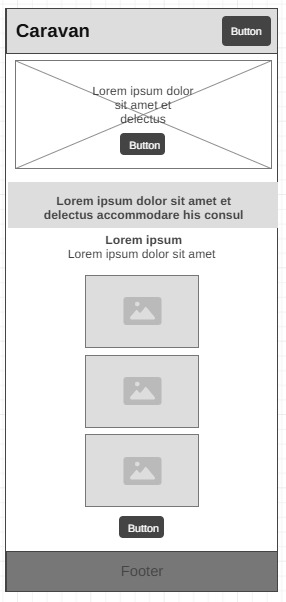 Caravan
Button
Lorem ipsum dolor
sit amet et
delectus
Button
Lorem ipsum dolor sit amet et
delectus accommodare his consul
Lorem ipsum
Lorem ipsum dolor sit amet
Button
Footer